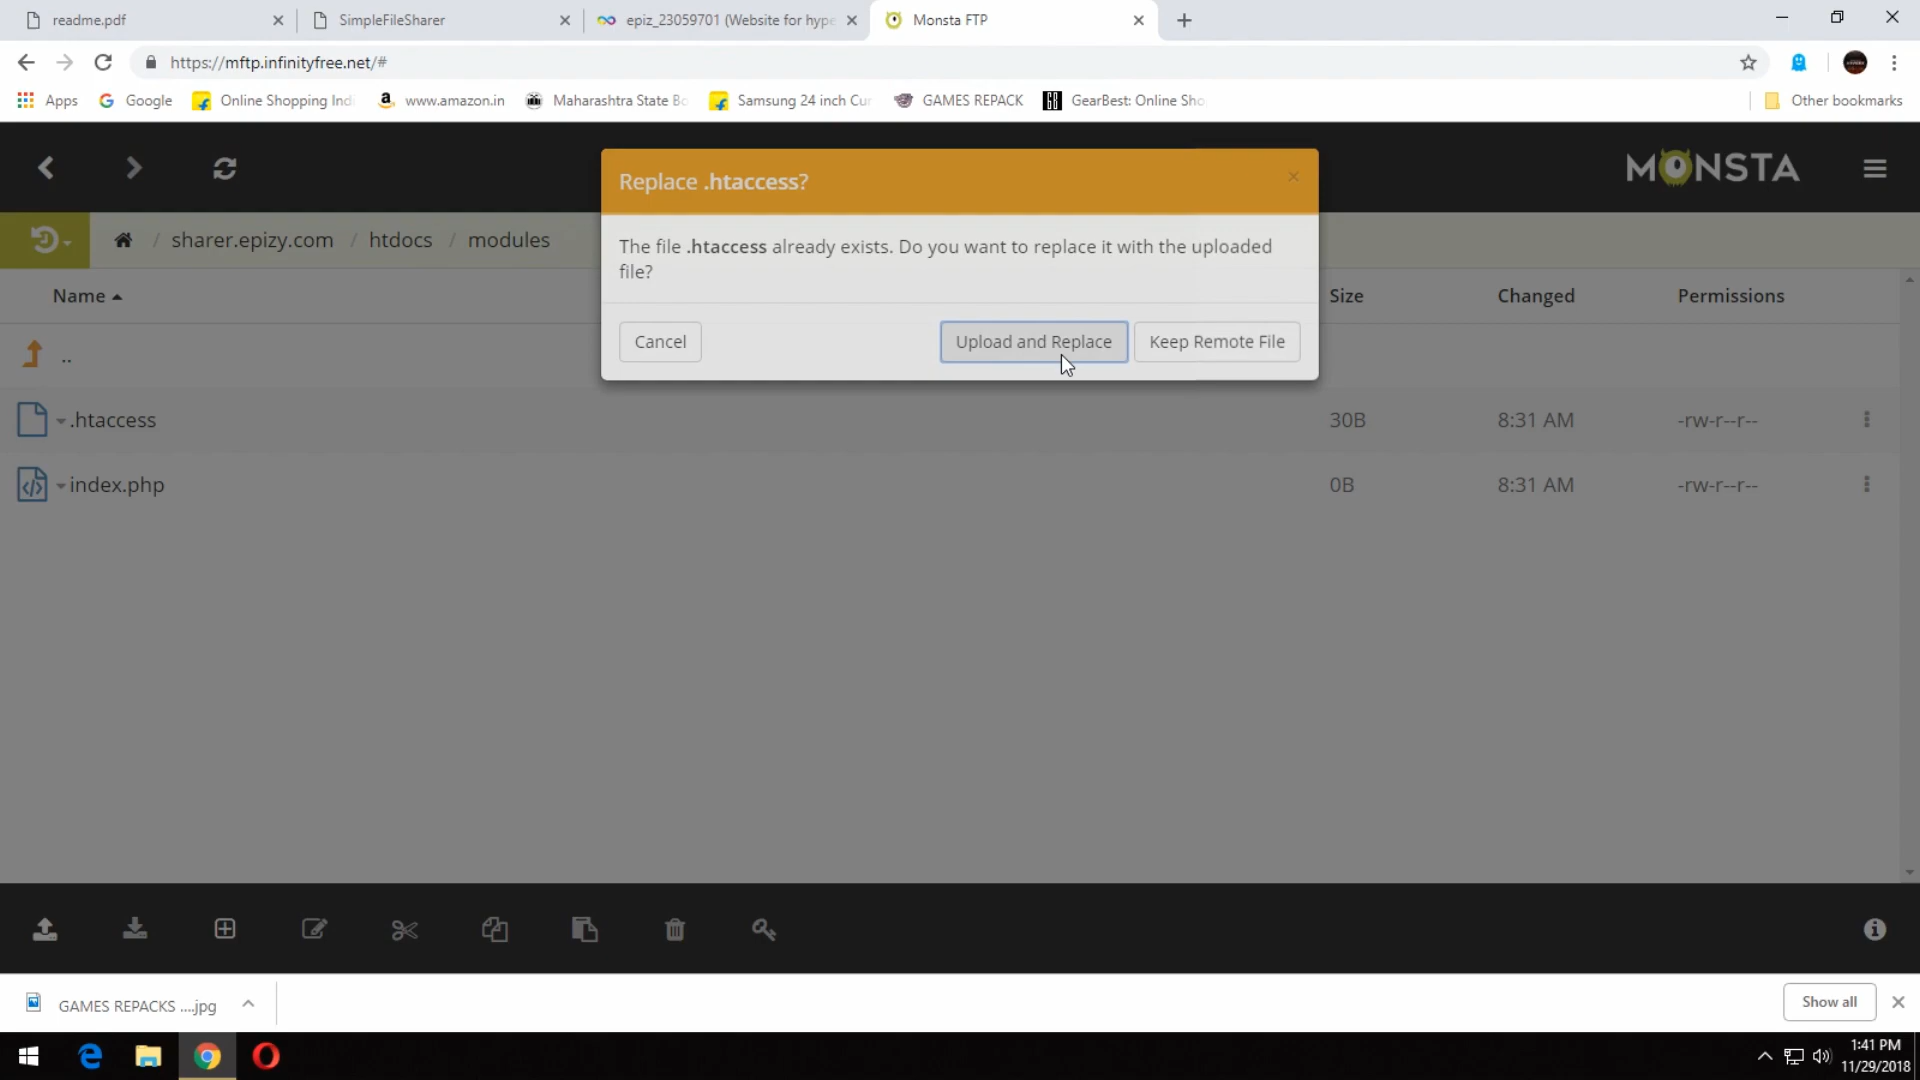 readme.pdf
SimpleFileSharer
epiz_23059701 (Website for hype
Monsta FTP
https://mftp.infinityfree.net/#
Apps
Google
Online Shopping Indi
www.amazon.in
Maharashtra State Bo
Samsung 24 inch Cur
GAMES REPACK
GearBest: Online Sho
Other bookmarks
MONSTA
Replace .htaccess?
The file .htaccess already exists. Do you want to replace it with the uploaded
file?
Cancel
Upload and Replace
Keep Remote File
/ sharer.epizy.com / htdocs / modules
Name
Size
Changed
Permissions
..
.htaccess
30B
8:31 AM
-rw-r--r--
index.php
0B
8:31 AM
-rw-r--r--
GAMES REPACKS ....jpg
Show all
1:41 PM
11/29/2018